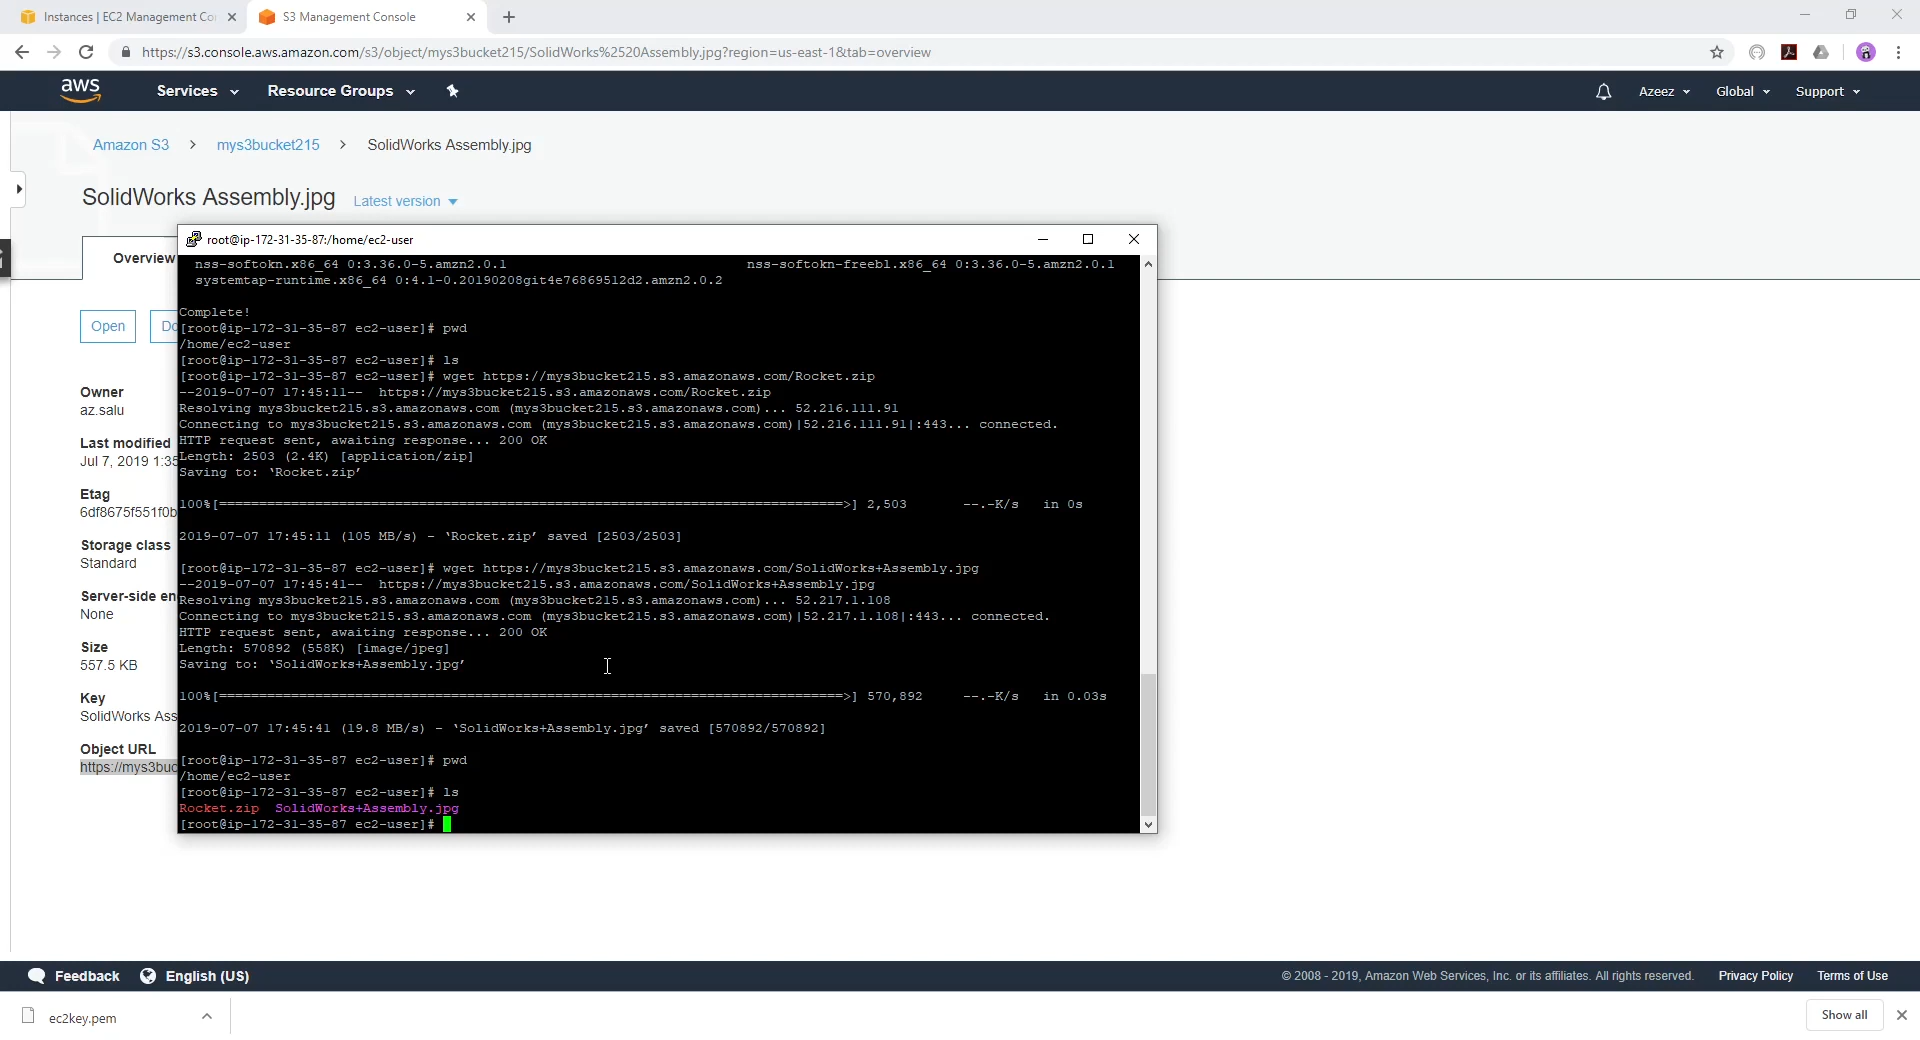 Instances | EC2 Management Co
S3 Management Console
https://s3.console.aws.amazon.com/s3/object/mys3bucket215/SolidWorks%2520Assembly.jpg?region=us-east-1&tab=overview
aws
Services
Resource Groups
Azeez
Global
Support
Amazon S3 > mys3bucket215 > SolidWorks Assembly.jpg
SolidWorks Assembly.jpg
Latest version
Overview
Open
Do
Owner
az.salu
Last modified
Jul 7, 2019 1:35
Etag
6df8675f551f0b
Storage class
Standard
Server-side en
None
Size
557.5 KB
Key
SolidWorks Ass
Object URL
https://mys3buc
root@ip-172-31-35-87:/home/ec2-user
nss-softokn.x86_64 0:3.36.0-5.amzn2.0.1 nss-softokn-freebl.x86_64 0:3.36.0-5.amzn2.0.1
systemtap-runtime.x86_64 0:4.1-0.20190208git4e76869512d2.amzn2.0.2
Complete!
[root@ip-172-31-35-87 ec2-user]# pwd
/home/ec2-user
[root@ip-172-31-35-87 ec2-user]# ls
[root@ip-172-31-35-87 ec2-user]# wget https://mys3bucket215.s3.amazonaws.com/Rocket.zip
--2019-07-07 17:45:11-- https://mys3bucket215.s3.amazonaws.com/Rocket.zip
Resolving mys3bucket215.s3.amazonaws.com (mys3bucket215.s3.amazonaws.com)... 52.216.111.91
Connecting to mys3bucket215.s3.amazonaws.com (mys3bucket215.s3.amazonaws.com)|52.216.111.91|:443... connected.
HTTP request sent, awaiting response... 200 OK
Length: 2503 (2.4K) [application/zip]
Saving to: ‘Rocket.zip’
100%[==============================================================================>] 2,503 --.-K/s in 0s
2019-07-07 17:45:11 (105 MB/s) - ‘Rocket.zip’ saved [2503/2503]
[root@ip-172-31-35-87 ec2-user]# wget https://mys3bucket215.s3.amazonaws.com/SolidWorks+Assembly.jpg
--2019-07-07 17:45:41-- https://mys3bucket215.s3.amazonaws.com/SolidWorks+Assembly.jpg
Resolving mys3bucket215.s3.amazonaws.com (mys3bucket215.s3.amazonaws.com)... 52.217.1.108
Connecting to mys3bucket215.s3.amazonaws.com (mys3bucket215.s3.amazonaws.com)|52.217.1.108|:443... connected.
HTTP request sent, awaiting response... 200 OK
Length: 570892 (558K) [image/jpeg]
Saving to: ‘SolidWorks+Assembly.jpg’
100%[==============================================================================>] 570,892 --.-K/s in 0.03s
2019-07-07 17:45:41 (19.8 MB/s) - ‘SolidWorks+Assembly.jpg’ saved [570892/570892]
[root@ip-172-31-35-87 ec2-user]# pwd
/home/ec2-user
[root@ip-172-31-35-87 ec2-user]# ls
Rocket.zip SolidWorks+Assembly.jpg
[root@ip-172-31-35-87 ec2-user]#
Feedback
English (US)
© 2008 - 2019, Amazon Web Services, Inc. or its affiliates. All rights reserved.
Privacy Policy
Terms of Use
ec2key.pem
Show all